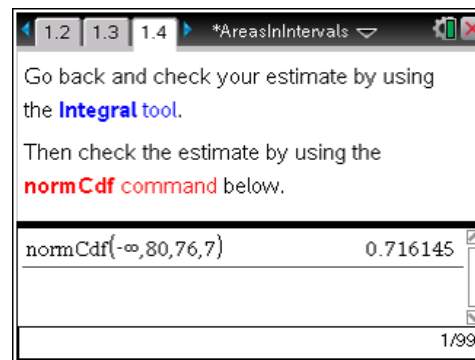 1.2 1.3 1.4 *AreasInIntervals
Go back and check your estimate by using
the Integral tool.
Then check the estimate by using the
normCdf command below.
normCdf(-∞,80,76,7) 0.716145
1/99